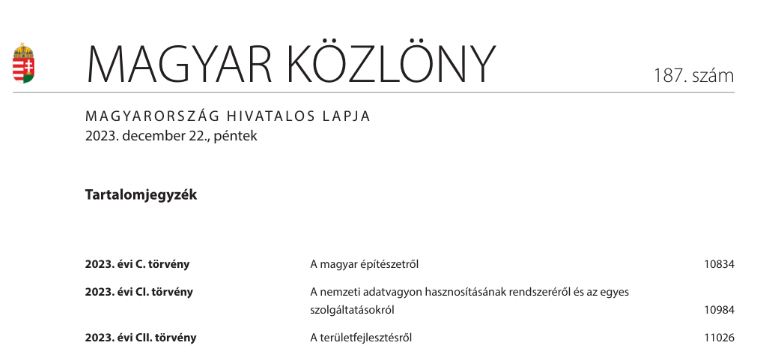 MAGYAR KÖZLÖNY 187. szám
MAGYARORSZÁG HIVATALOS LAPJA
2023. december 22., péntek
Tartalomjegyzék
2023. évi C. törvény A magyar építészetről 10834
2023. évi CI. törvény A nemzeti adatvagyon hasznosításának rendszeréről és az egyes
szolgáltatásokról 10984
2023. évi CII. törvény A területfejlesztésről 11026